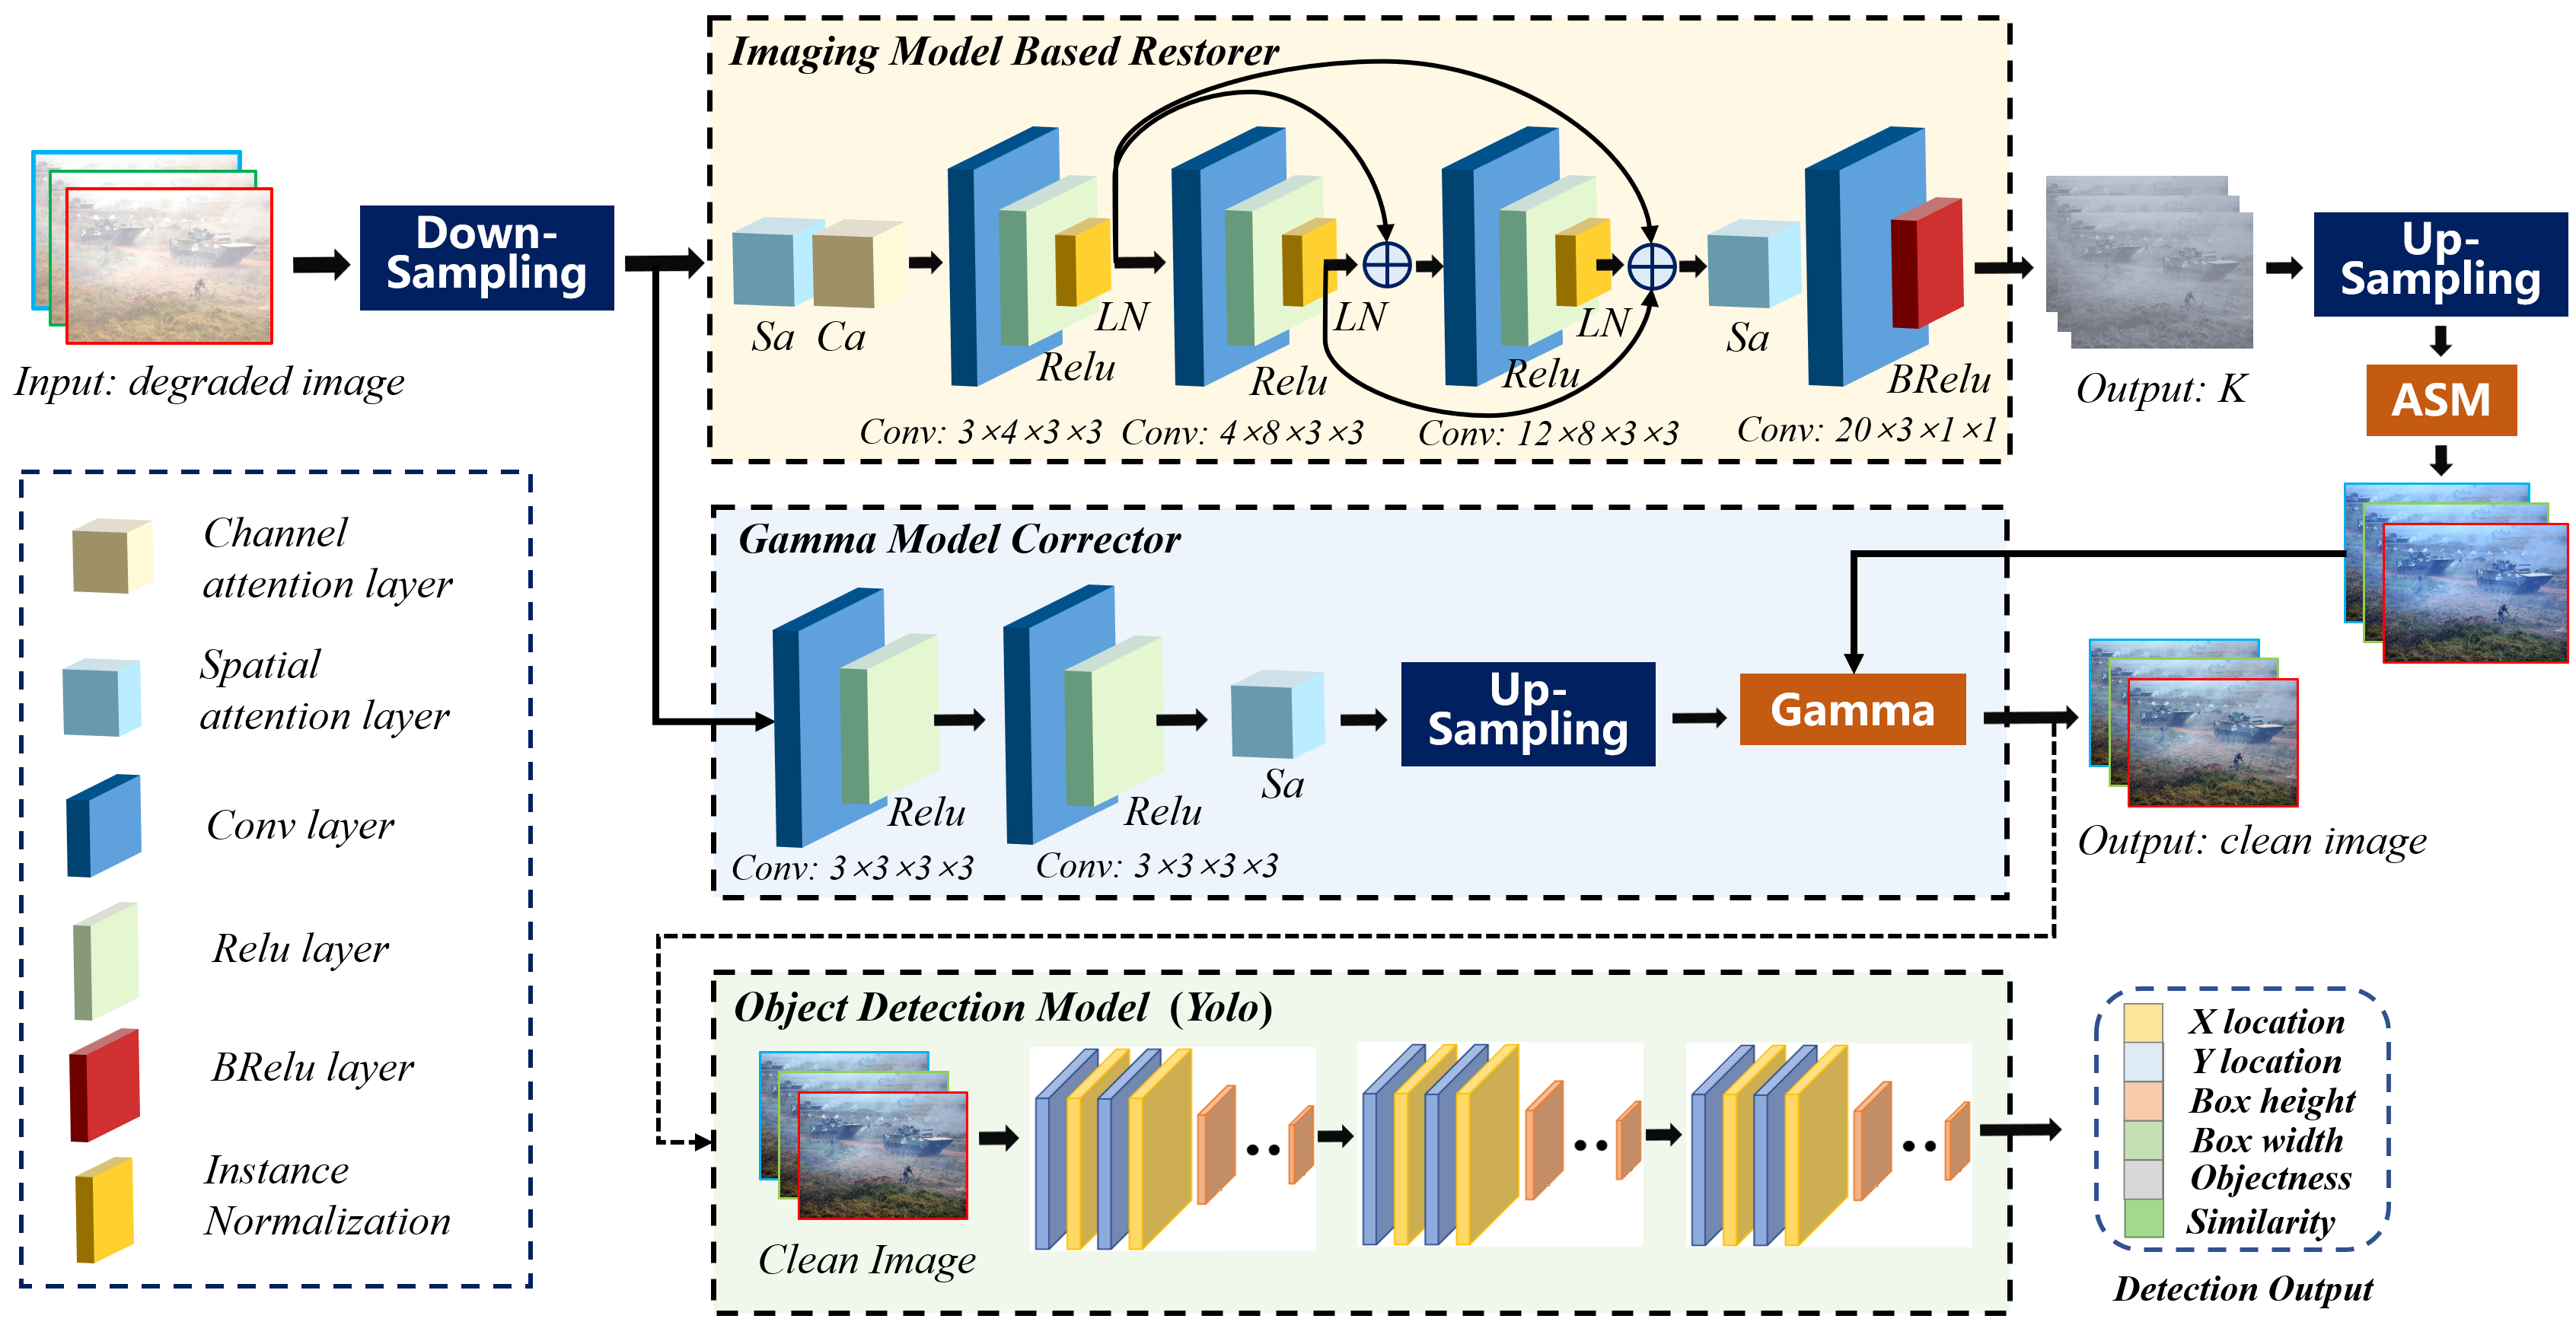 Imaging Model Based Restorer
Input: degraded image
Down-
Sampling
Sa
Ca
LN
Relu
Conv: 3×4×3×3
LN
Relu
Conv: 4×8×3×3
LN
Relu
Conv: 12×8×3×3
Sa
BRelu
Conv: 20×3×1×1
Output: K
Up-
Sampling
ASM
Channel
attention layer
Spatial
attention layer
Conv layer
Relu layer
BRelu layer
Instance
Normalization
Gamma Model Corrector
Relu
Conv: 3×3×3×3
Relu
Conv: 3×3×3×3
Sa
Up-
Sampling
Gamma
Output: clean image
Object Detection Model (Yolo)
Clean Image
X location
Y location
Box height
Box width
Objectness
Similarity
Detection Output